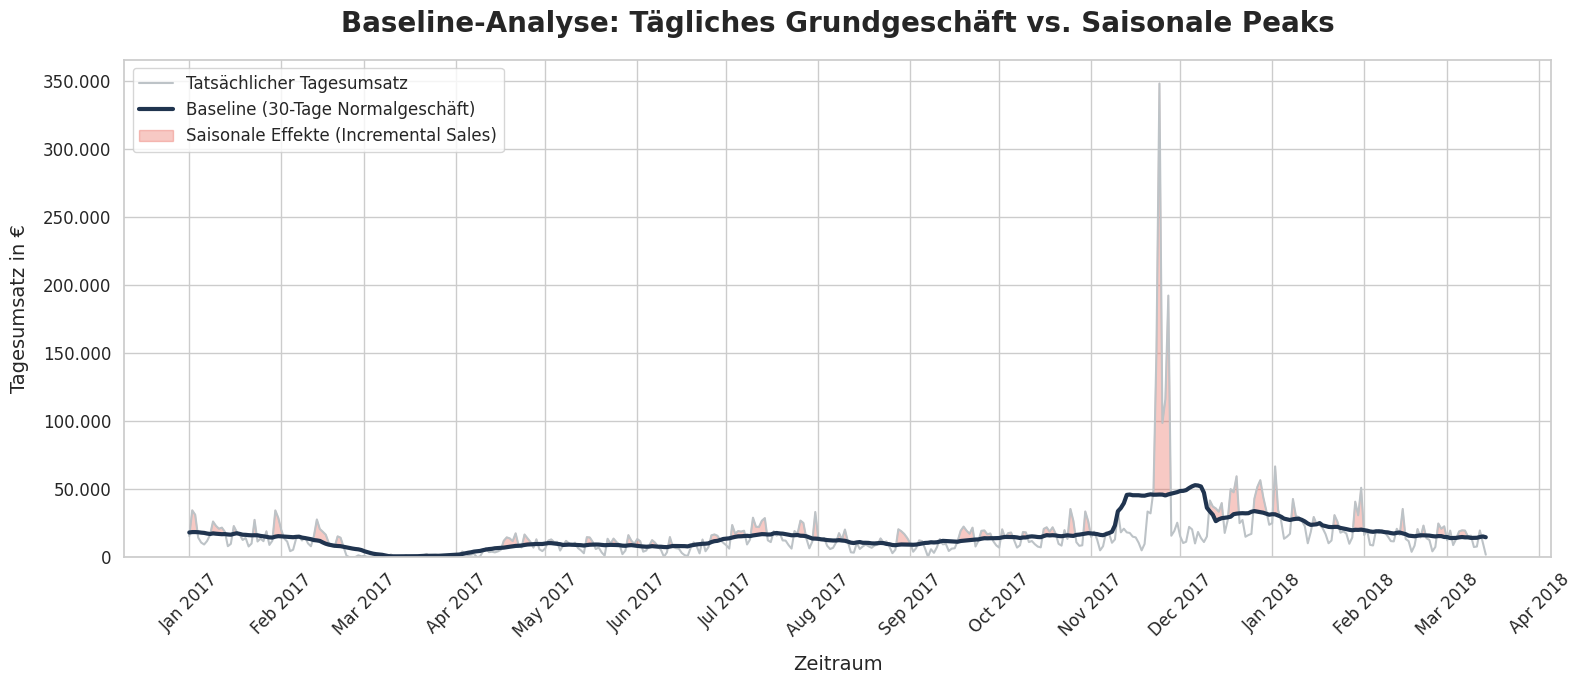 Baseline-Analyse: Tägliches Grundgeschäft vs. Saisonale Peaks
Tatsächlicher Tagesumsatz
Baseline (30-Tage Normalgeschäft)
Saisonale Effekte (Incremental Sales)
Tagesumsatz in €
350.000
300.000
250.000
200.000
150.000
100.000
50.000
0
Jan 2017
Feb 2017
Mar 2017
Apr 2017
May 2017
Jun 2017
Jul 2017
Aug 2017
Sep 2017
Oct 2017
Nov 2017
Dec 2017
Jan 2018
Feb 2018
Mar 2018
Apr 2018
Zeitraum